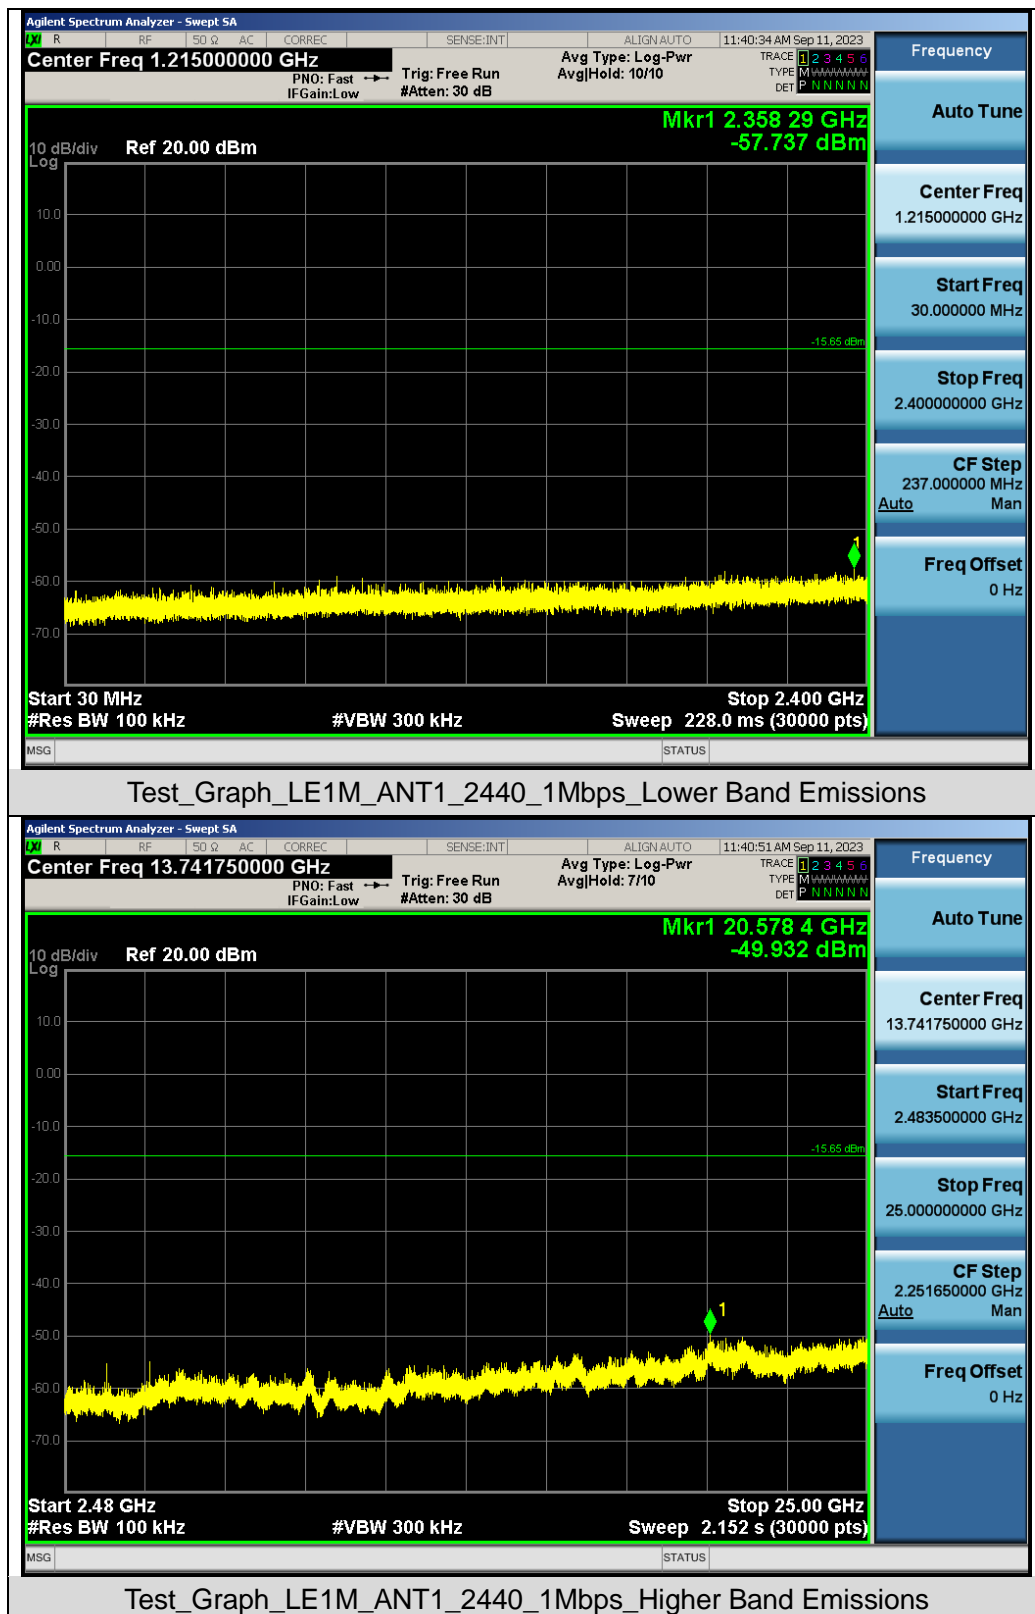 Agilent Spectrum Analyzer - Swept SA
LXI R RF 50 Ω AC CORREC SENSE:INT ALIGN AUTO 11:40:34 AM Sep 11, 2023
Center Freq 1.215000000 GHz
PNO: Fast
IFGain:Low
Trig: Free Run
#Atten: 30 dB
Avg Type: Log-Pwr
Avg|Hold: 10/10
TRACE 1 2 3 4 5 6
TYPE M
DET P N N N N N
Mkr1 2.358 29 GHz
-57.737 dBm
10 dB/div Ref 20.00 dBm
Log
10.0
0.00
-10.0
-15.65 dBm
-20.0
-30.0
-40.0
-50.0
1
-60.0
-70.0
Start 30 MHz Stop 2.400 GHz
#Res BW 100 kHz #VBW 300 kHz Sweep 228.0 ms (30000 pts)
MSG STATUS
Frequency
Auto Tune
Center Freq
1.215000000 GHz
Start Freq
30.000000 MHz
Stop Freq
2.400000000 GHz
CF Step
237.000000 MHz
Auto Man
Freq Offset
0 Hz
Test_Graph_LE1M_ANT1_2440_1Mbps_Lower Band Emissions
Agilent Spectrum Analyzer - Swept SA
LXI R RF 50 Ω AC CORREC SENSE:INT ALIGN AUTO 11:40:51 AM Sep 11, 2023
Center Freq 13.741750000 GHz
PNO: Fast
IFGain:Low
Trig: Free Run
#Atten: 30 dB
Avg Type: Log-Pwr
Avg|Hold: 7/10
TRACE 1 2 3 4 5 6
TYPE M
DET P N N N N N
Mkr1 20.578 4 GHz
-49.932 dBm
10 dB/div Ref 20.00 dBm
Log
10.0
0.00
-10.0
-15.65 dBm
-20.0
-30.0
-40.0
1
-50.0
-60.0
-70.0
Start 2.48 GHz Stop 25.00 GHz
#Res BW 100 kHz #VBW 300 kHz Sweep 2.152 s (30000 pts)
MSG STATUS
Frequency
Auto Tune
Center Freq
13.741750000 GHz
Start Freq
2.483500000 GHz
Stop Freq
25.000000000 GHz
CF Step
2.251650000 GHz
Auto Man
Freq Offset
0 Hz
Test_Graph_LE1M_ANT1_2440_1Mbps_Higher Band Emissions